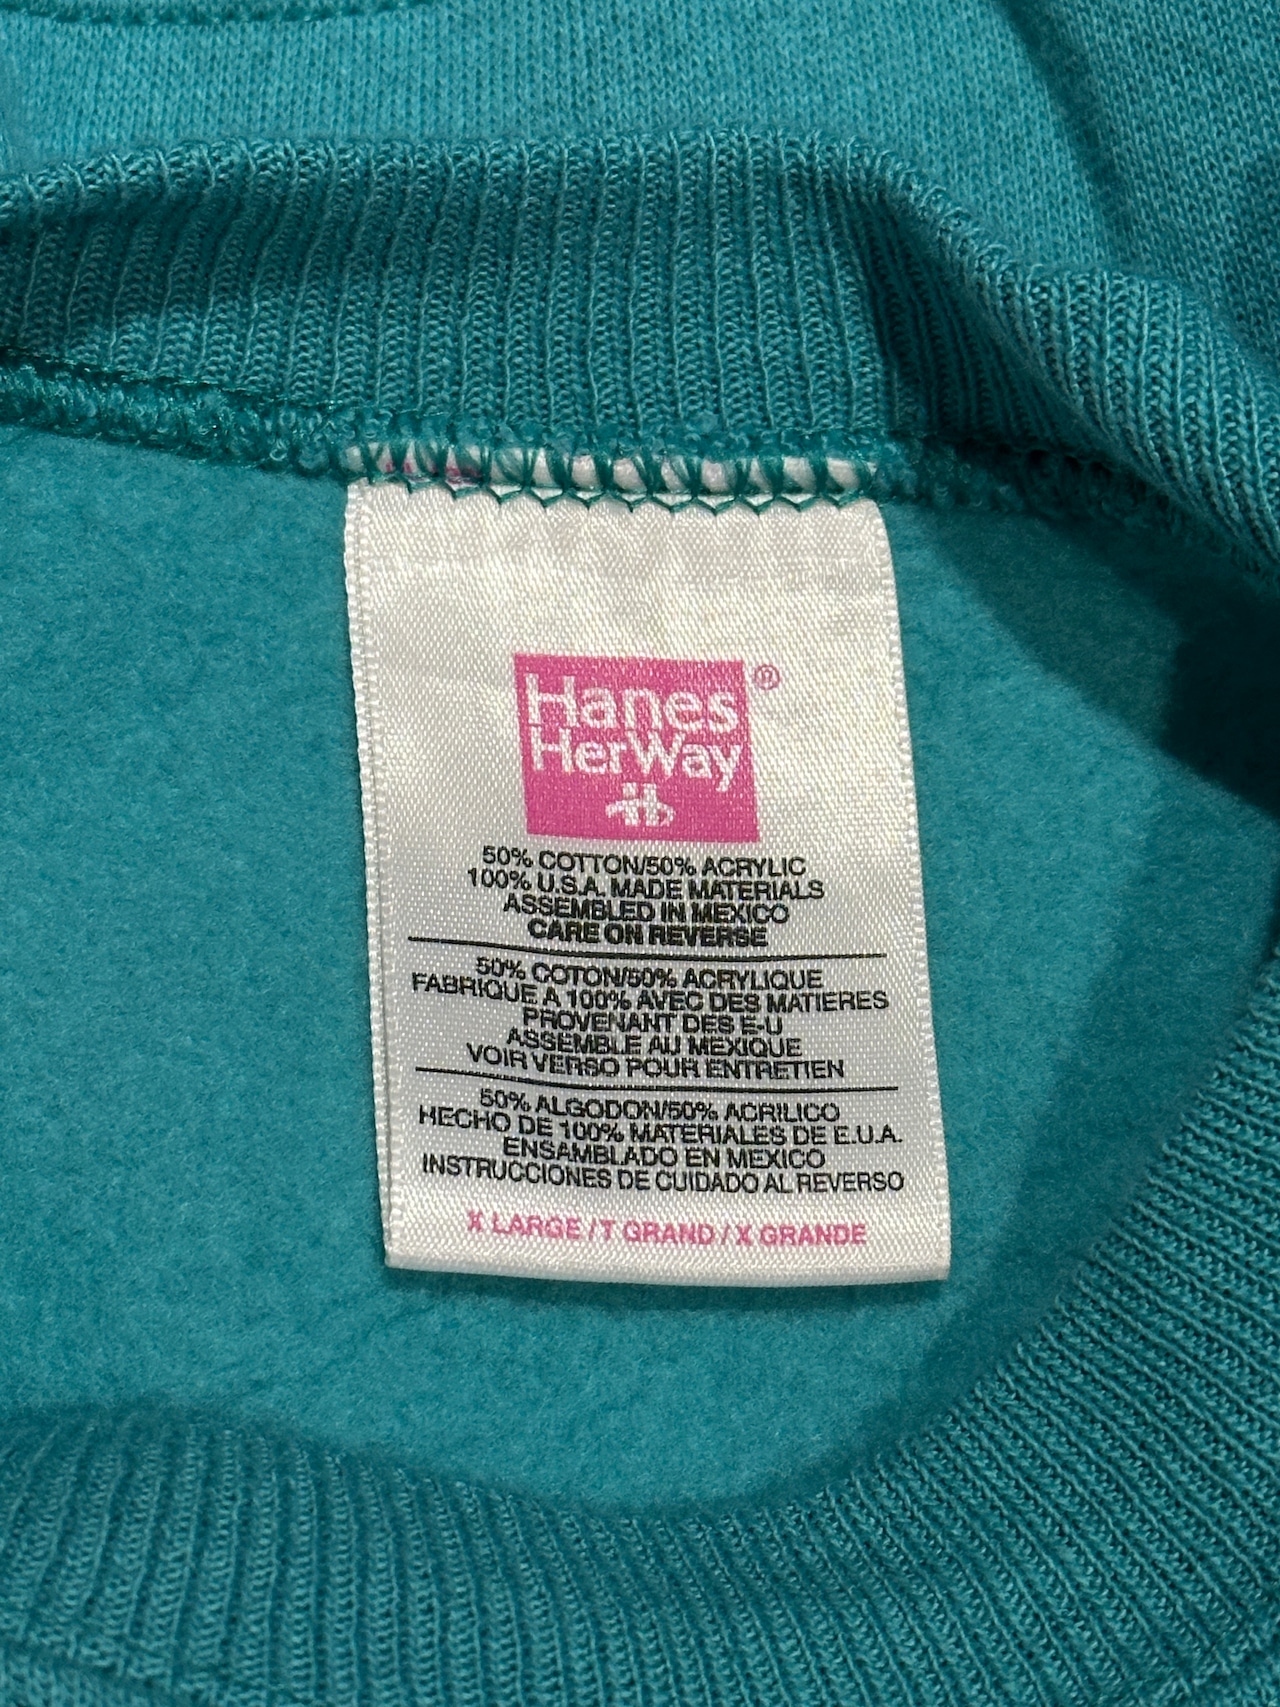 Hanes
HerWay
®
50% COTTON/50% ACRYLIC
100% U.S.A. MADE MATERIALS
ASSEMBLED IN MEXICO
CARE ON REVERSE
50% COTON/50% ACRYLIQUE
FABRIQUE A 100% AVEC DES MATIERES
PROVENANT DES E-U
ASSEMBLE AU MEXIQUE
VOIR VERSO POUR ENTRETIEN
50% ALGODON/50% ACRILICO
HECHO DE 100% MATERIALES DE E.U.A.
ENSAMBLADO EN MEXICO
INSTRUCCIONES DE CUIDADO AL REVERSO
X LARGE / T GRAND / X GRANDE